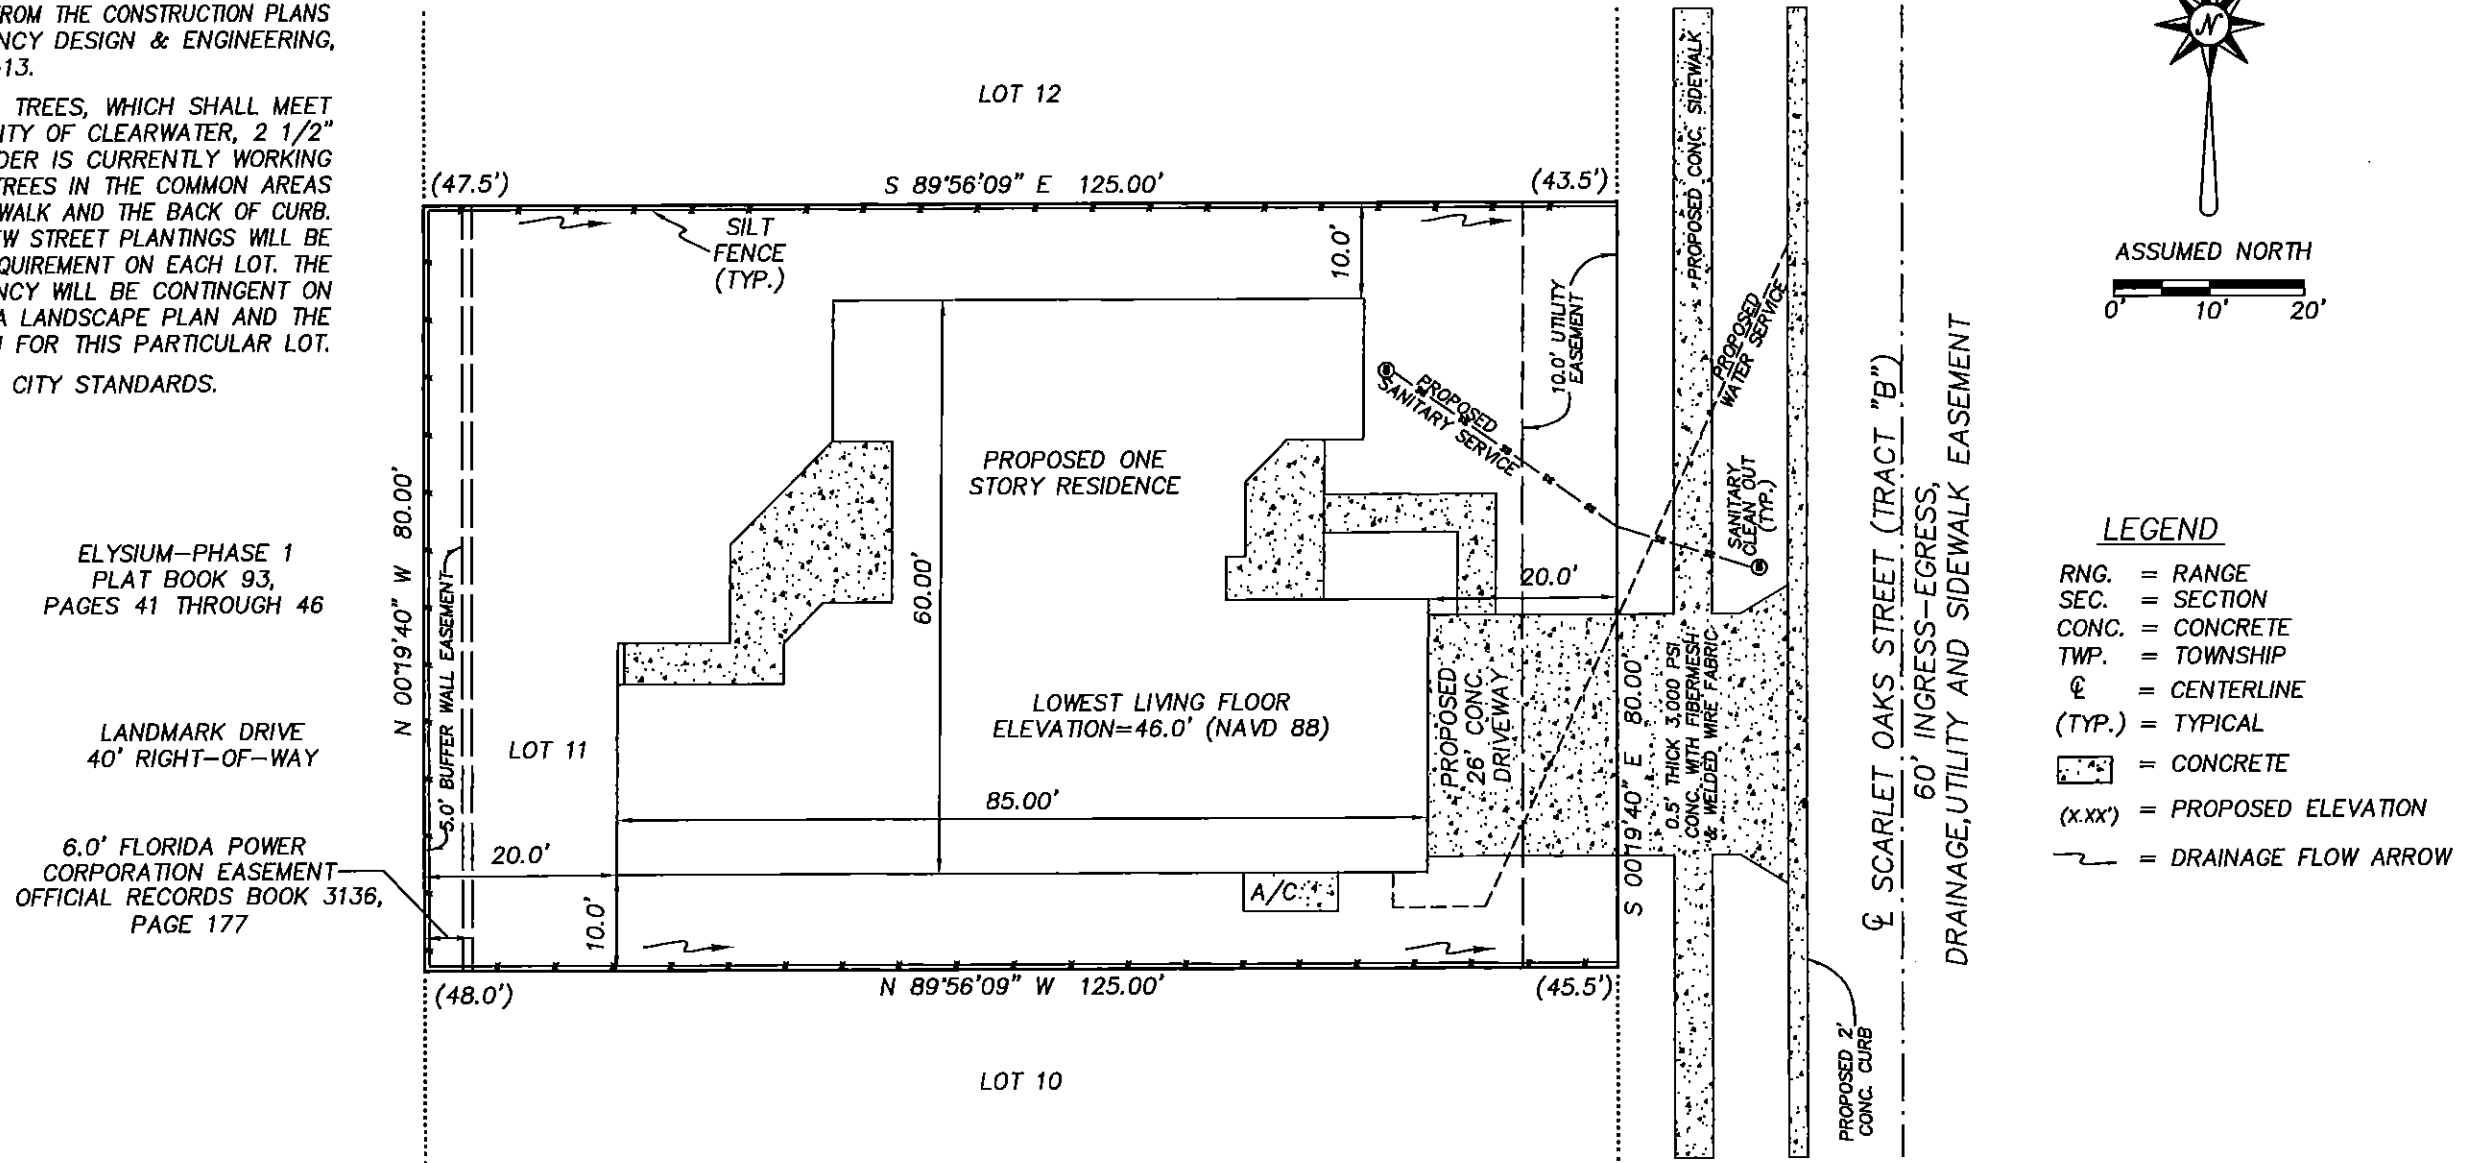 FROM THE CONSTRUCTION PLANS
NCY DESIGN & ENGINEERING,
-13.
TREES, WHICH SHALL MEET
ITY OF CLEARWATER, 2 1/2"
DER IS CURRENTLY WORKING
TREES IN THE COMMON AREAS
WALK AND THE BACK OF CURB.
EW STREET PLANTINGS WILL BE
QUIREMENT ON EACH LOT. THE
NCY WILL BE CONTINGENT ON
A LANDSCAPE PLAN AND THE
FOR THIS PARTICULAR LOT.
CITY STANDARDS.
ELYSIUM-PHASE 1
PLAT BOOK 93,
PAGES 41 THROUGH 46
LANDMARK DRIVE
40' RIGHT-OF-WAY
6.0' FLORIDA POWER
CORPORATION EASEMENT
OFFICIAL RECORDS BOOK 3136,
PAGE 177
LOT 12
(47.5')
S 89°56'09" E 125.00'
(43.5')
SILT
FENCE
(TYP.)
10.0'
10.0' UTILITY
EASEMENT
N 00°19'40" W 80.00'
5.0' BUFFER WALL EASEMENT
LOT 11
PROPOSED ONE
STORY RESIDENCE
60.00'
LOWEST LIVING FLOOR
ELEVATION=46.0' (NAVD 88)
85.00'
20.0'
10.0'
A/C
PROPOSED
SANITARY SERVICE
20.0'
PROPOSED
26' CONC.
DRIVEWAY
S 00°19'40" E 80.00'
0.5' THICK 3,000 PSI
CONC. WITH FIBERMESH
& WELDED WIRE FABRIC
PROPOSED CONC. SIDEWALK
PROPOSED
WATER SERVICE
SANITARY
CLEAN OUT
(TYP.)
(48.0')
N 89°56'09" W 125.00'
(45.5')
LOT 10
PROPOSED 2'
CONC. CURB
℄ SCARLET OAKS STREET (TRACT "B")
60' INGRESS-EGRESS,
DRAINAGE,UTILITY AND SIDEWALK EASEMENT
N
ASSUMED NORTH
0' 10' 20'
LEGEND
RNG. = RANGE
SEC. = SECTION
CONC. = CONCRETE
TWP. = TOWNSHIP
℄ = CENTERLINE
(TYP.) = TYPICAL
= CONCRETE
(x.xx') = PROPOSED ELEVATION
= DRAINAGE FLOW ARROW